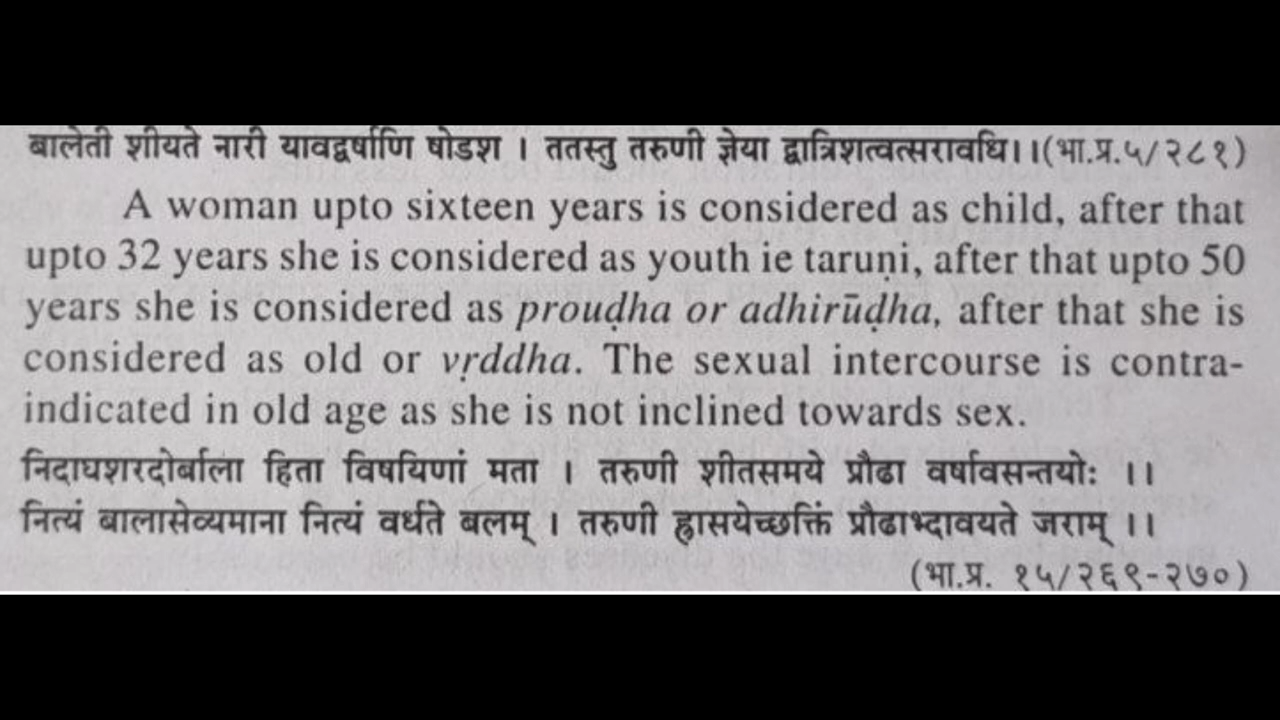 बालेती शीयते नारी यावद्वर्षाणि षोडश । ततस्तु तरुणी ज्ञेया द्वात्रिशत्वत्सरावधि।।(भा.प्र.५/२८१)
A woman upto sixteen years is considered as child, after that
upto 32 years she is considered as youth ie taruṇi, after that upto 50
years she is considered as prouḍha or adhirūḍha, after that she is
considered as old or vṛddha. The sexual intercourse is contra-
indicated in old age as she is not inclined towards sex.
निदाघशरदोर्बाला हिता विषयिणां मता । तरुणी शीतसमये प्रौढा वर्षावसन्तयोः ।।
नित्यं बालासेव्यमाना नित्यं वर्धते बलम् । तरुणी ह्रासयेच्छक्तिं प्रौढाभ्दावयते जराम् ।।
(भा.प्र. १५/२६९-२७०)